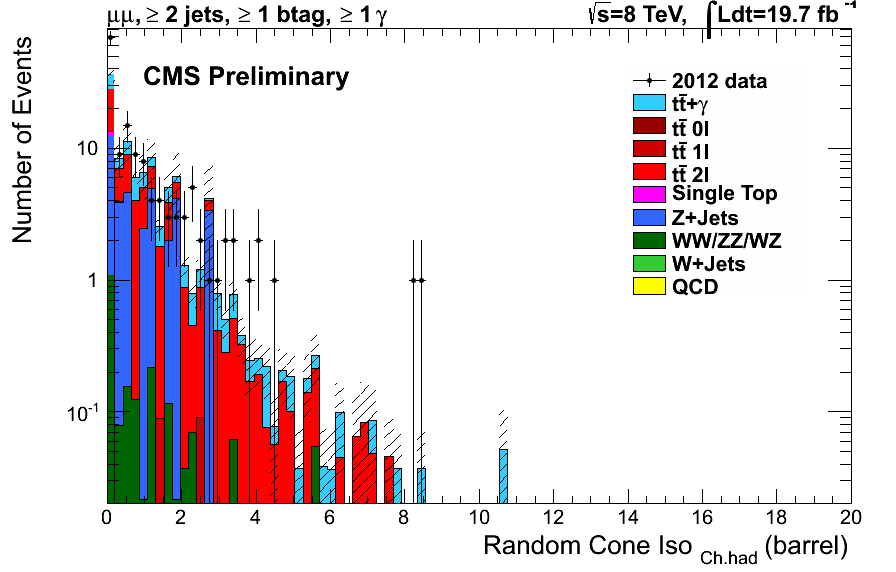 μμ, ≥ 2 jets, ≥ 1 btag, ≥ 1 γ
√s=8 TeV, ∫Ldt=19.7 fb⁻¹
CMS Preliminary
2012 data
tt̄+γ
tt̄ 0l
tt̄ 1l
tt̄ 2l
Single Top
Z+Jets
WW/ZZ/WZ
W+Jets
QCD
Number of Events
10
1
10⁻¹
0 2 4 6 8 10 12 14 16 18 20
Random Cone Iso Ch.had (barrel)